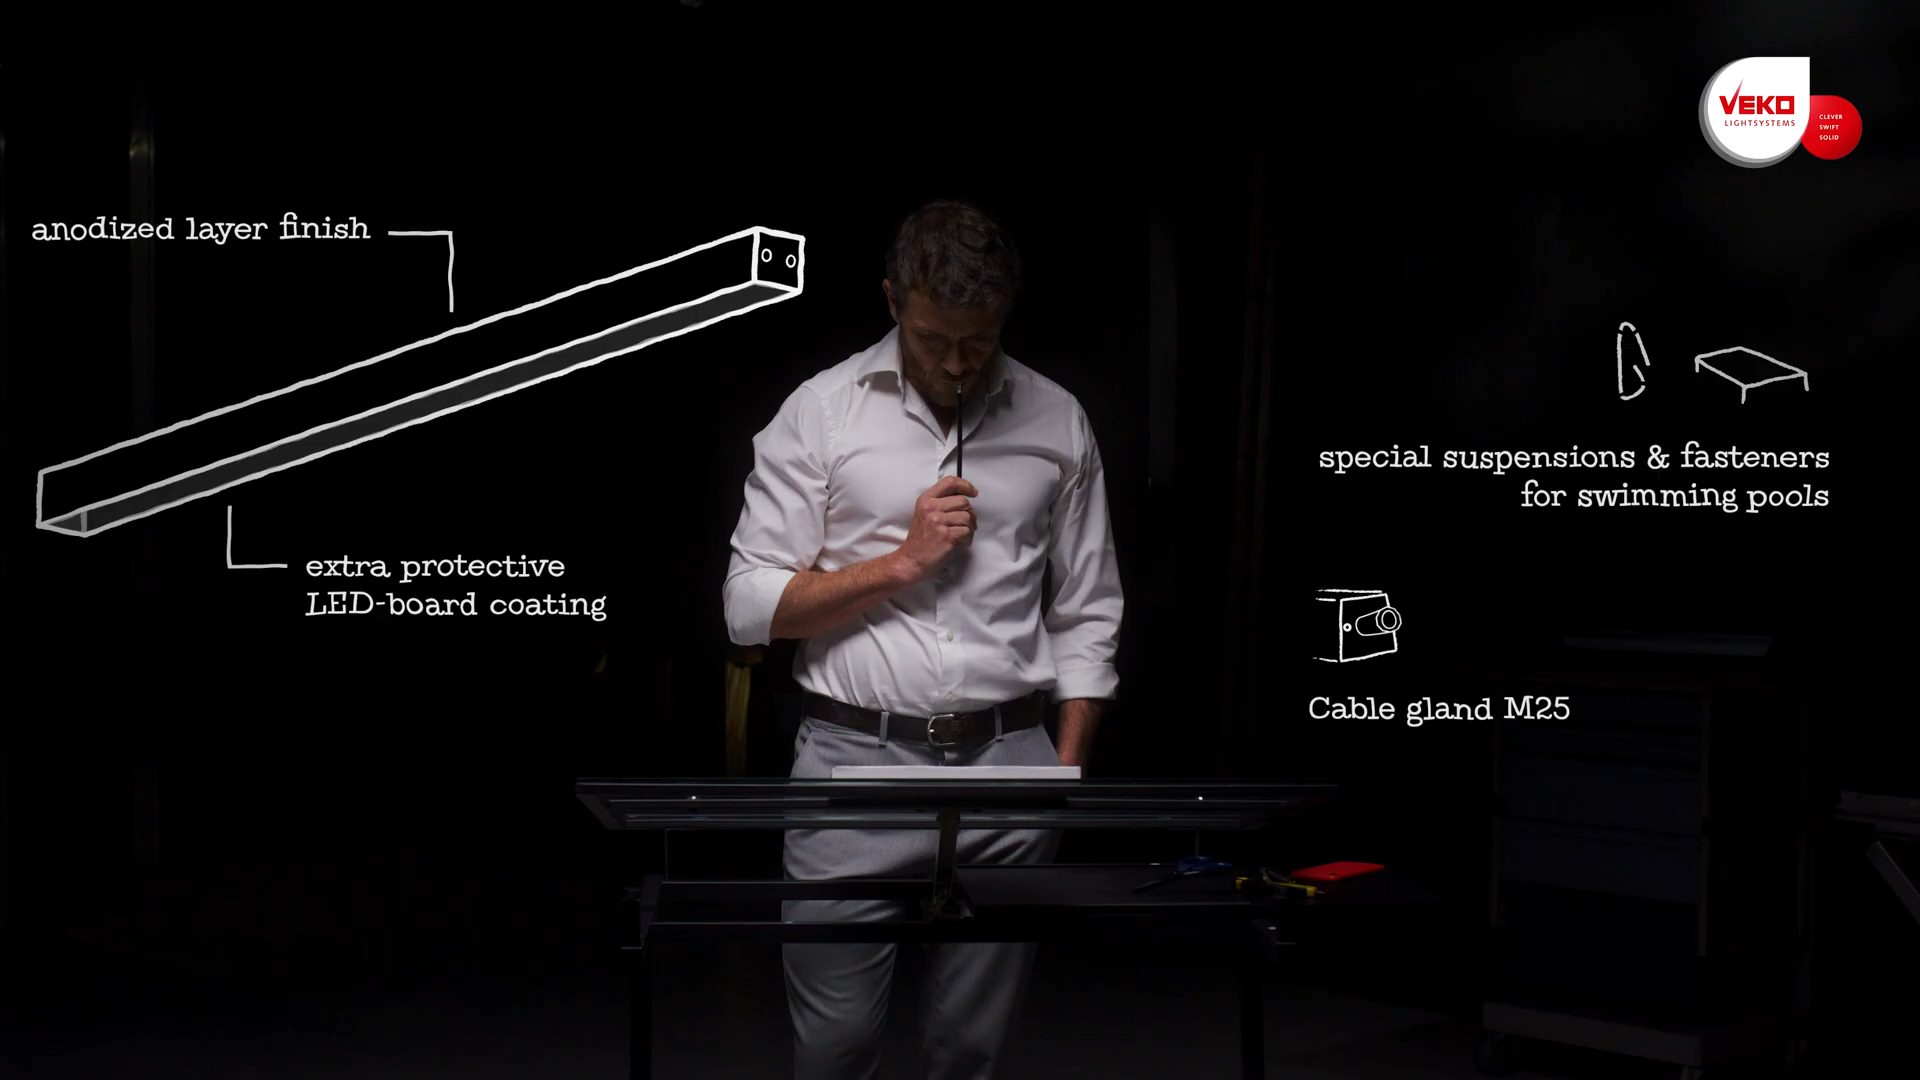 VEKO
LIGHTSYSTEMS
CLEVER
SWIFT
SOLID
anodized layer finish
special suspensions & fasteners
for swimming pools
extra protective
LED-board coating
Cable gland M25